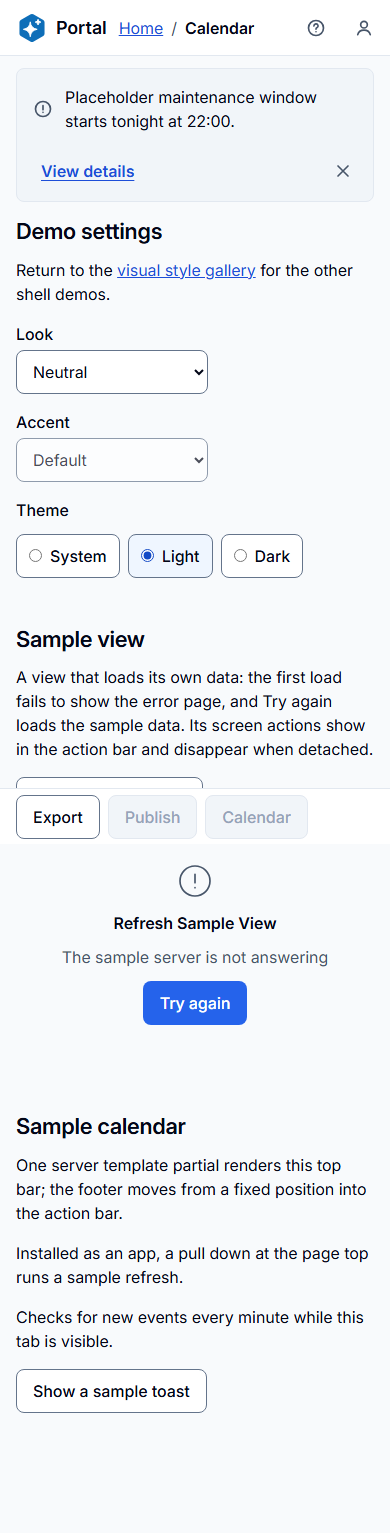 Portal Home / Calendar
Placeholder maintenance window
starts tonight at 22:00.
View details
Demo settings
Return to the visual style gallery for the other
shell demos.
Look
Neutral
Accent
Default
Theme
System Light Dark
Sample view
A view that loads its own data: the first load
fails to show the error page, and Try again
loads the sample data. Its screen actions show
in the action bar and disappear when detached.
Export Publish Calendar
Refresh Sample View
The sample server is not answering
Try again
Sample calendar
One server template partial renders this top
bar; the footer moves from a fixed position into
the action bar.
Installed as an app, a pull down at the page top
runs a sample refresh.
Checks for new events every minute while this
tab is visible.
Show a sample toast